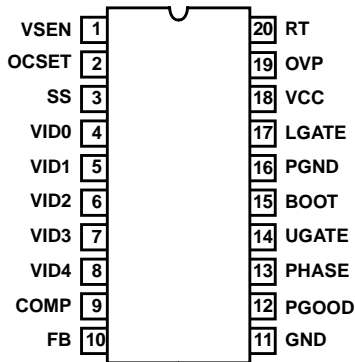 VSEN 1 20 RT
OCSET 2 19 OVP
SS 3 18 VCC
VID0 4 17 LGATE
VID1 5 16 PGND
VID2 6 15 BOOT
VID3 7 14 UGATE
VID4 8 13 PHASE
COMP 9 12 PGOOD
FB 10 11 GND